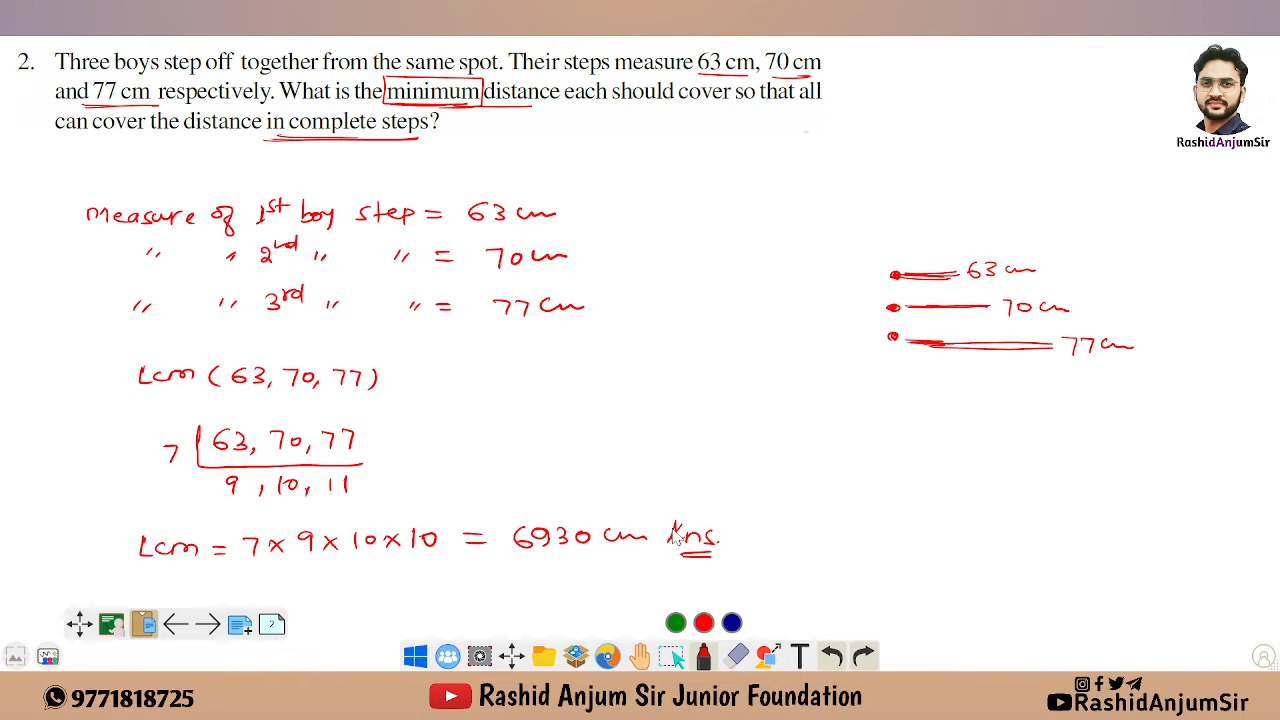 2. Three boys step off together from the same spot. Their steps measure 63 cm, 70 cm
and 77 cm respectively. What is the minimum distance each should cover so that all
can cover the distance in complete steps?
RashidAnjumSir
Measure of 1st boy step = 63 cm
" " 2nd " " = 70 cm
" " 3rd " " = 77 cm
63 cm
70 cm
77 cm
Lcm (63, 70, 77)
7 63, 70, 77
9, 10, 11
Lcm = 7 × 9 × 10 × 10 = 6930 cm Ans.
2
T
9771818725
Rashid Anjum Sir Junior Foundation
RashidAnjumSir